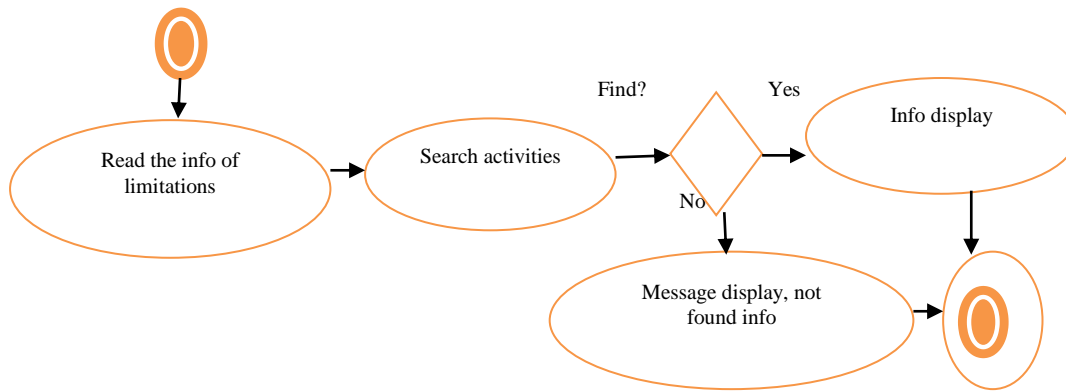 Find?
Yes
Info display
Read the info of
limitations
Search activities
No
Message display, not
found info